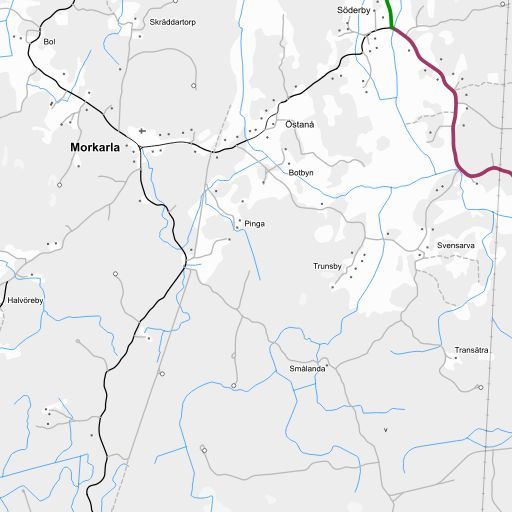 Söderby
Skräddartorp
Bol
Östanå
Morkarla
Botbyn
Pinga
Svensarva
Trunsby
Halvöreby
Transätra
Smålanda
v